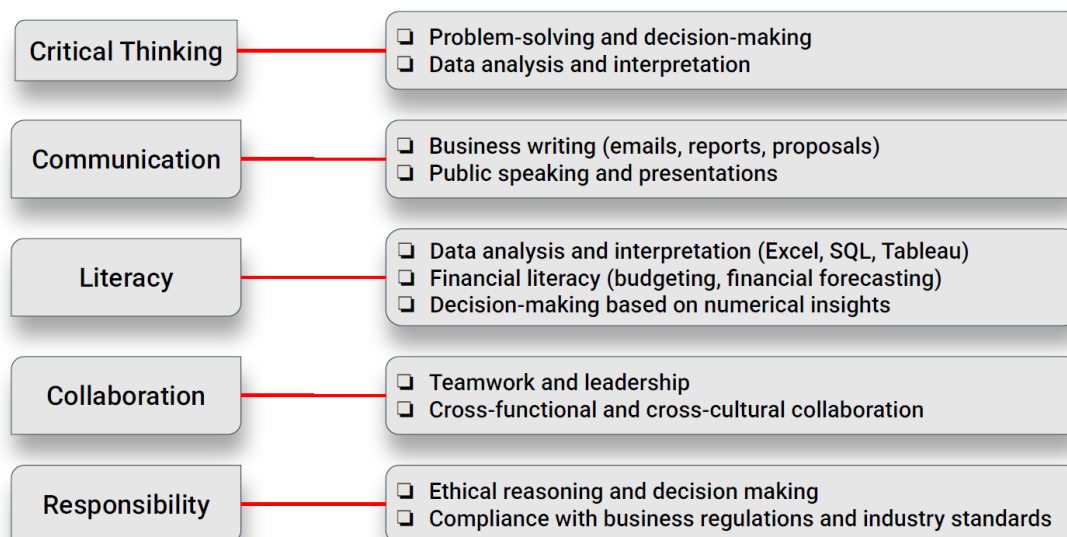 Critical Thinking
❏ Problem-solving and decision-making
❏ Data analysis and interpretation
Communication
❏ Business writing (emails, reports, proposals)
❏ Public speaking and presentations
Literacy
❏ Data analysis and interpretation (Excel, SQL, Tableau)
❏ Financial literacy (budgeting, financial forecasting)
❏ Decision-making based on numerical insights
Collaboration
❏ Teamwork and leadership
❏ Cross-functional and cross-cultural collaboration
Responsibility
❏ Ethical reasoning and decision making
❏ Compliance with business regulations and industry standards